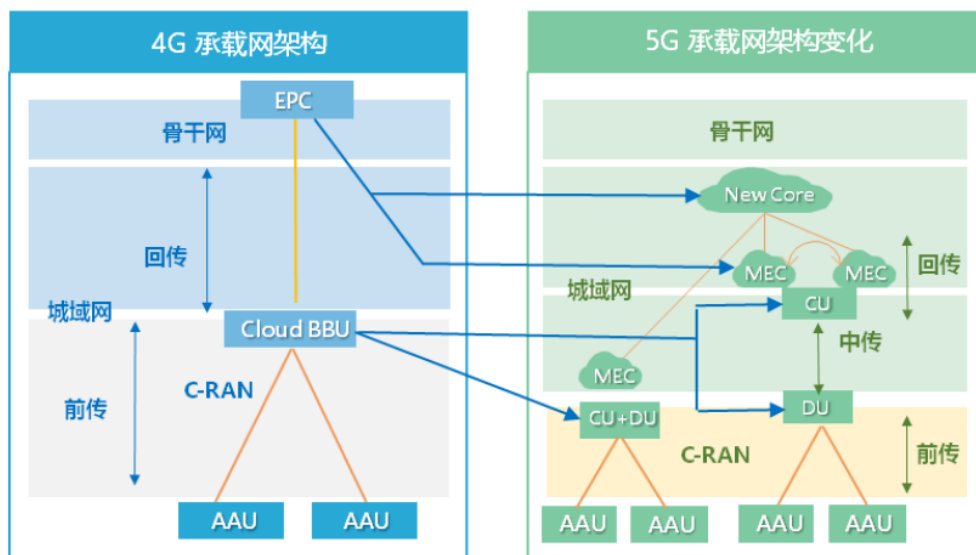 4G 承载网架构
EPC
骨干网
回传
城域网
Cloud BBU
C-RAN
前传
AAU
AAU
5G 承载网架构变化
骨干网
New Core
MEC
MEC
回传
城域网
CU
中传
MEC
CU+DU
DU
C-RAN
前传
AAU
AAU
AAU
AAU